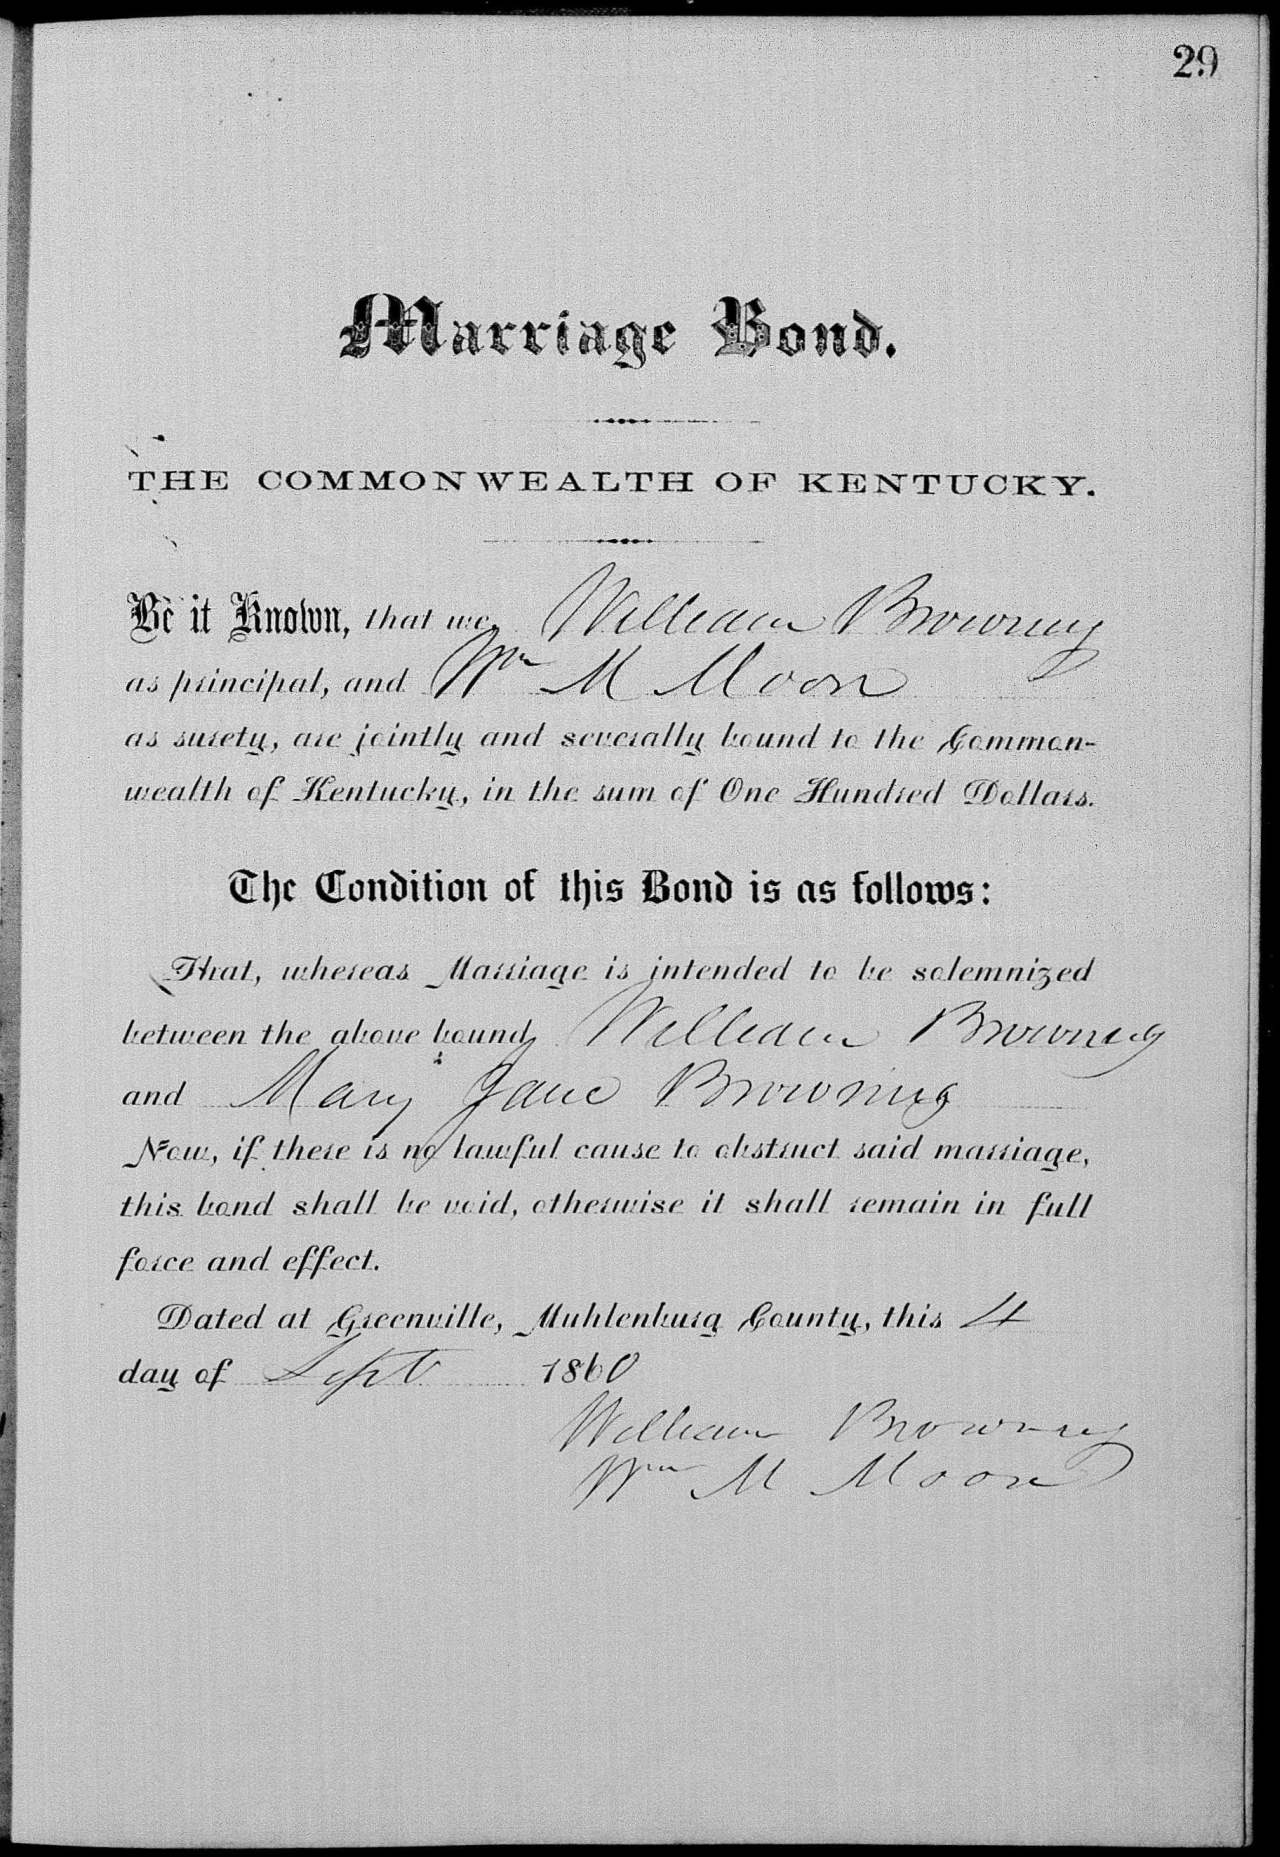 29
Marriage Bond.
THE COMMONWEALTH OF KENTUCKY.
Be it Known, that we, William Browning
as principal, and Wm M Moon
as surety, are jointly and severally bound to the Common-
wealth of Kentucky, in the sum of One Hundred Dollars.
The Condition of this Bond is as follows:
That, whereas Marriage is intended to be solemnized
between the above bound, William Browning
and Mary Jane Browning
Now, if there is no lawful cause to obstruct said marriage,
this bond shall be void, otherwise it shall remain in full
force and effect.
Dated at Greenville, Muhlenburg County, this 4
day of Sept 1860
William Browning
Wm M Moon